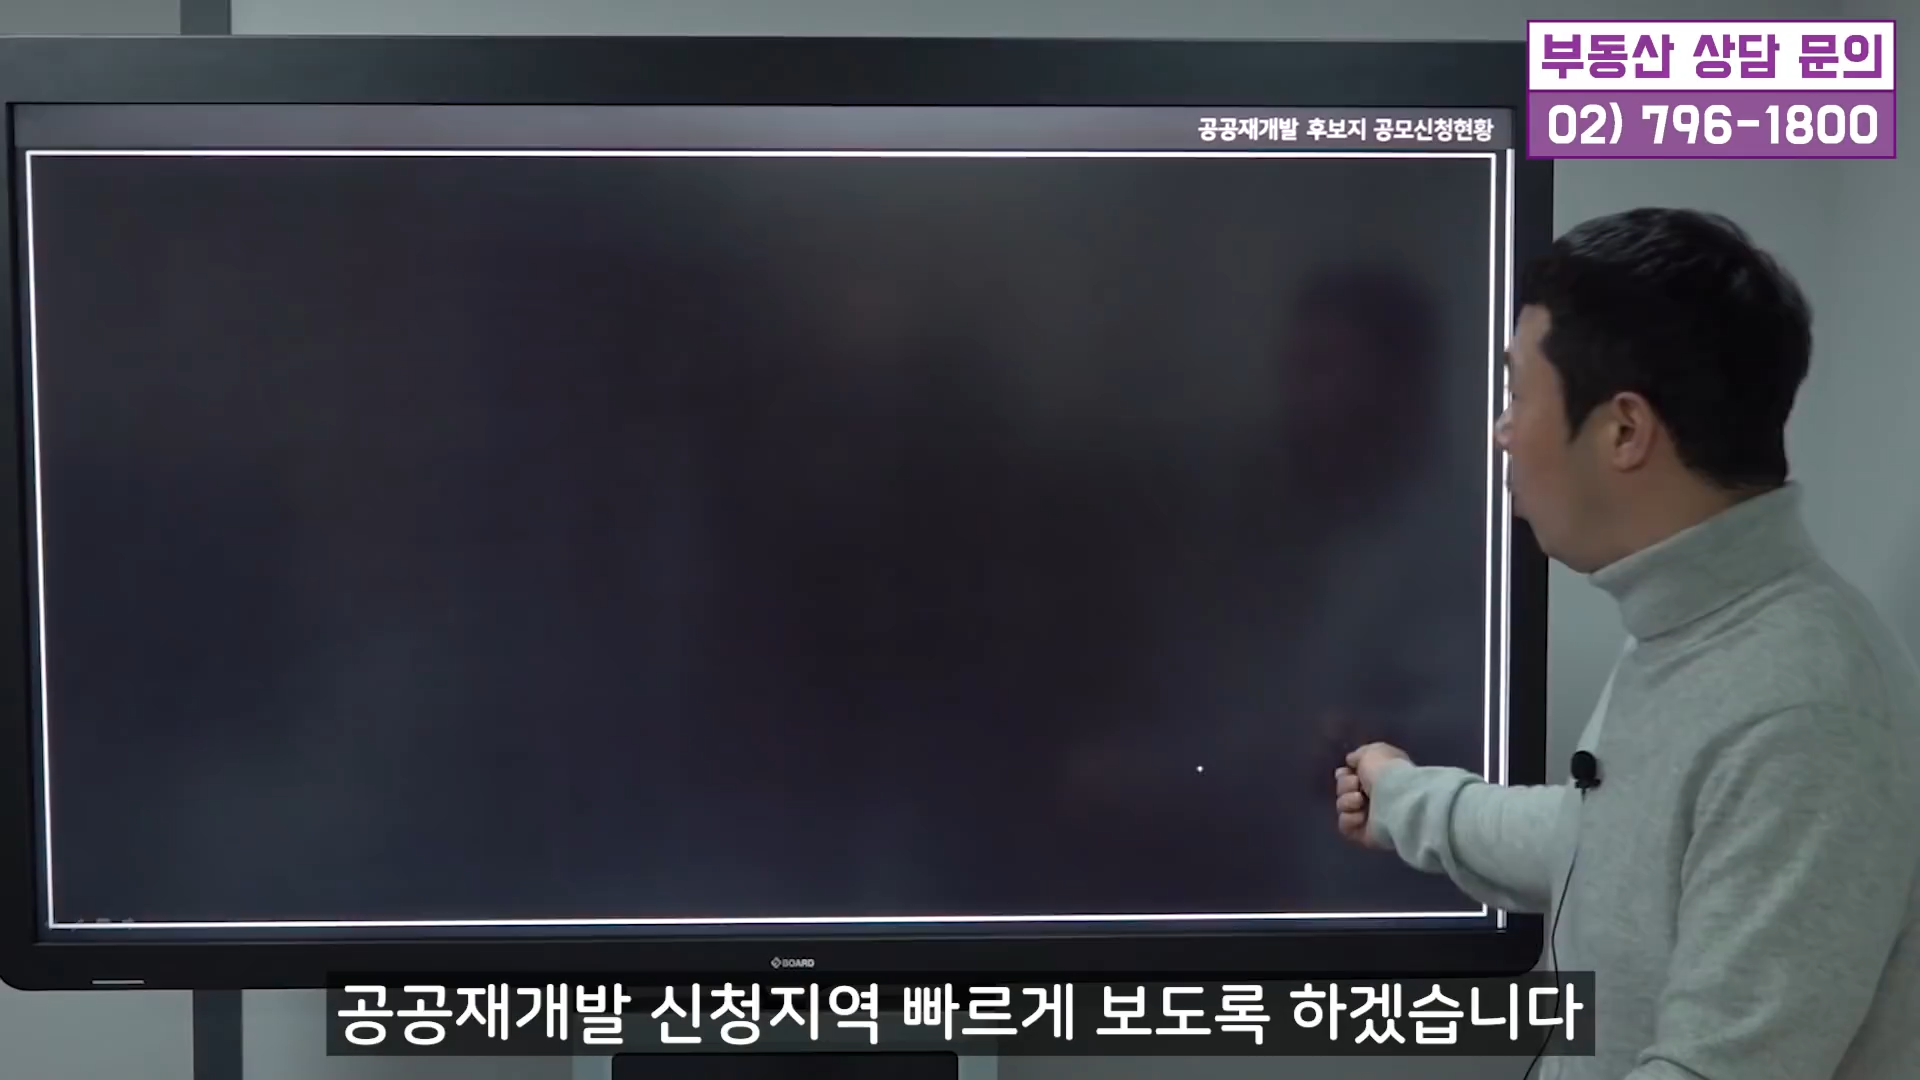 부동산 상담 문의
02) 796-1800
공공재개발 후보지 공모신청현황
BOARD
공공재개발 신청지역 빠르게 보도록 하겠습니다